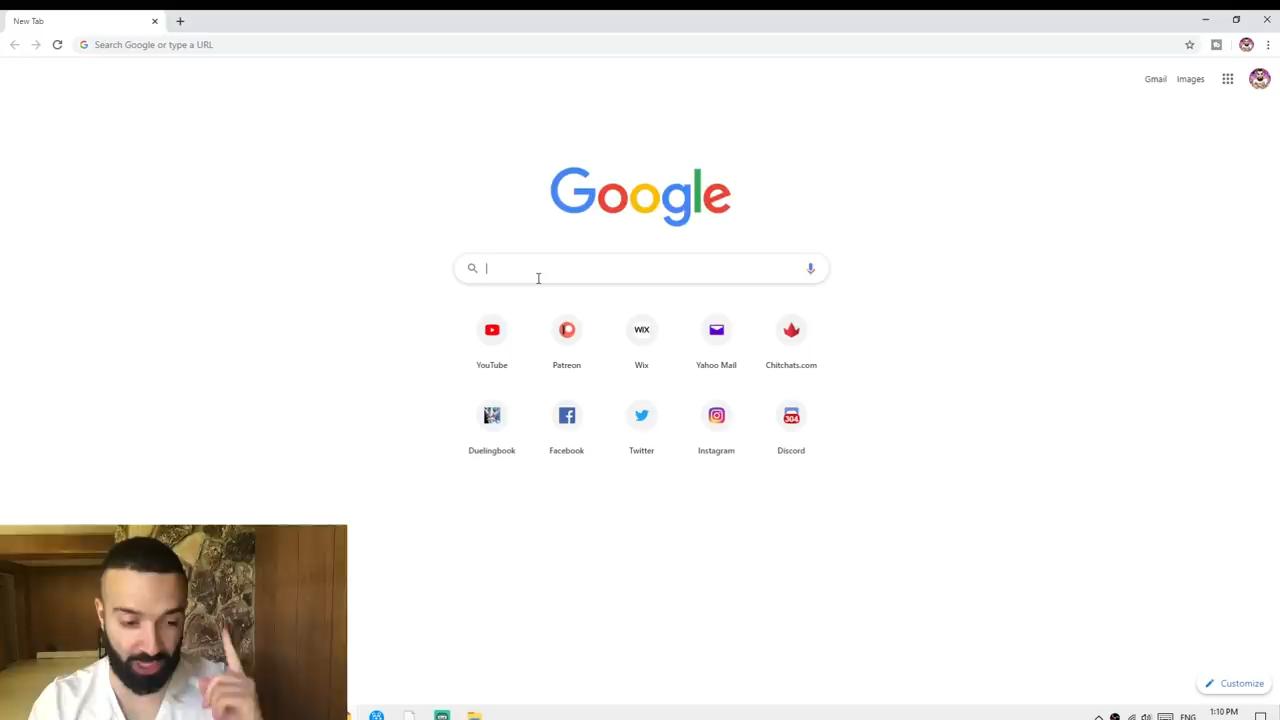 New Tab
Search Google or type a URL
Gmail Images
Google
YouTube Patreon WIX Wix Yahoo Mail Chitchats.com
304
Duelingbook Facebook Twitter Instagram Discord
Customize
ENG 1:10 PM